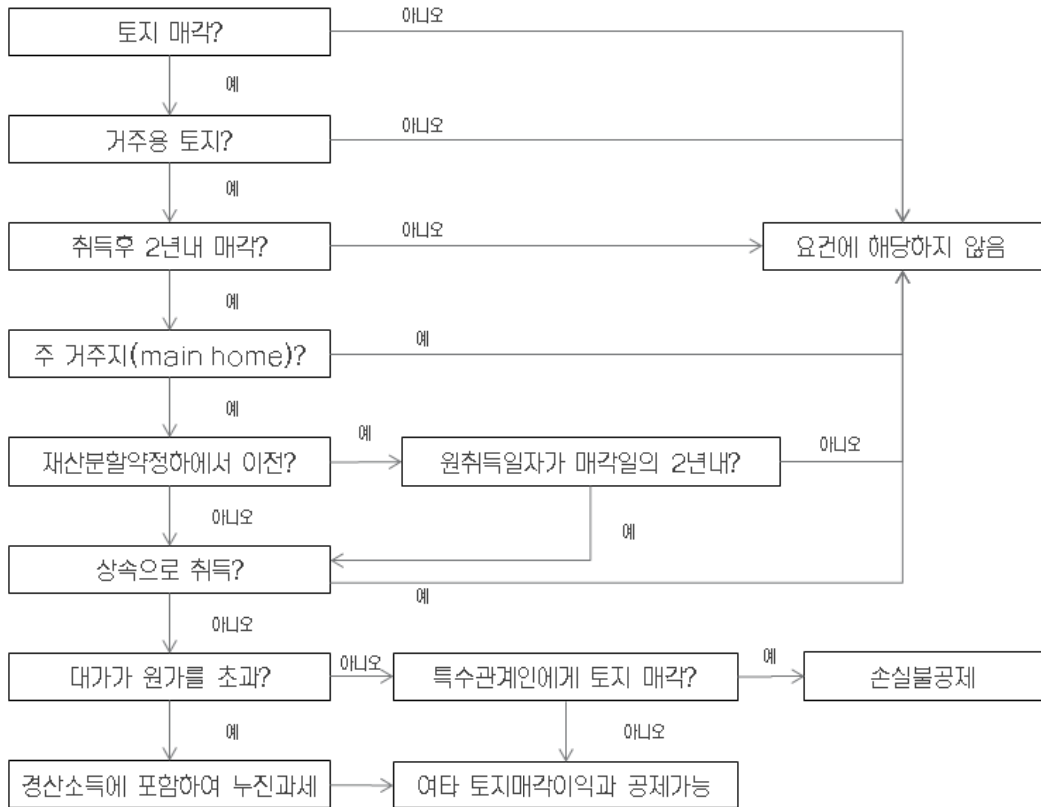 토지 매각?
아니오
예
거주용 토지?
아니오
예
취득후 2년내 매각?
아니오
요건에 해당하지 않음
예
주 거주지(main home)?
예
예
재산분할약정하에서 이전?
예
원취득일자가 매각일의 2년내?
아니오
아니오
예
상속으로 취득?
예
아니오
대가가 원가를 초과?
아니오
특수관계인에게 토지 매각?
예
손실불공제
예
아니오
경산소득에 포함하여 누진과세
여타 토지매각이익과 공제가능